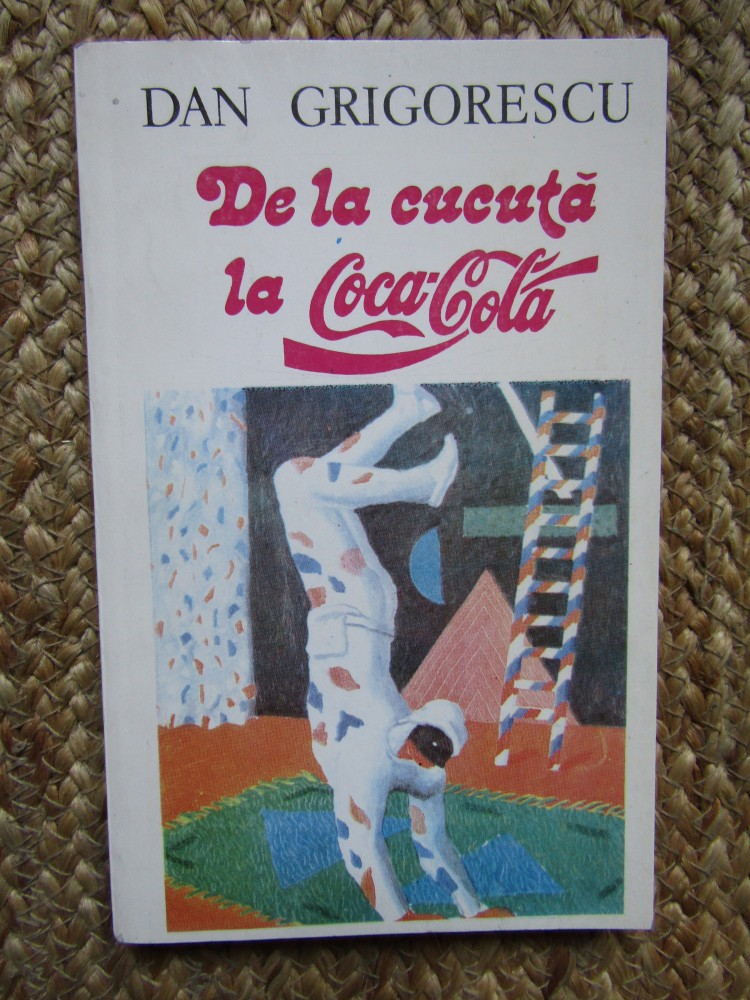 DAN GRIGORESCU
De la cucută
la Coca-Cola